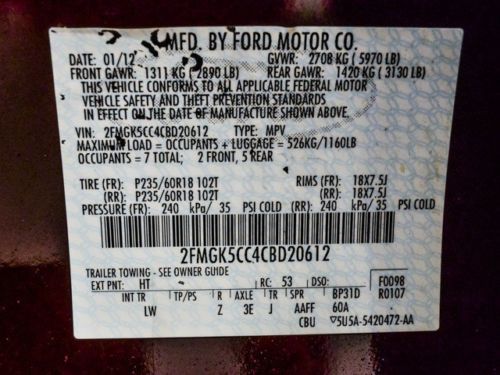 MFD. BY FORD MOTOR CO.
DATE: 01/12 GVWR: 2708 KG (5970 LB)
FRONT GAWR: 1311 KG (2890 LB) REAR GAWR: 1420 KG (3130 LB)
THIS VEHICLE CONFORMS TO ALL APPLICABLE FEDERAL MOTOR
VEHICLE SAFETY AND THEFT PREVENTION STANDARDS
IN EFFECT ON THE DATE OF MANUFACTURE SHOWN ABOVE.
VIN: 2FMGK5CC4CBD20612 TYPE: MPV
MAXIMUM LOAD = OCCUPANTS + LUGGAGE = 526KG/1160LB
OCCUPANTS = 7 TOTAL; 2 FRONT, 5 REAR
TIRE (FR): P235/60R18 102T RIMS (FR): 18X7.5J
TIRE (RR): P235/60R18 102T RIMS (RR): 18X7.5J
PRESSURE (FR): 240 kPa/ 35 PSI COLD (RR): 240 kPa/ 35 PSI COLD
2FMGK5CC4CBD20612
TRAILER TOWING - SEE OWNER GUIDE
EXT PNT: HT RC: 53 DSO: F0098
INT TR TP/PS R AXLE TR SPR BP31D R0107
LW Z 3E J AAFF 60A
CBU ▽5U5A-5420472-AA